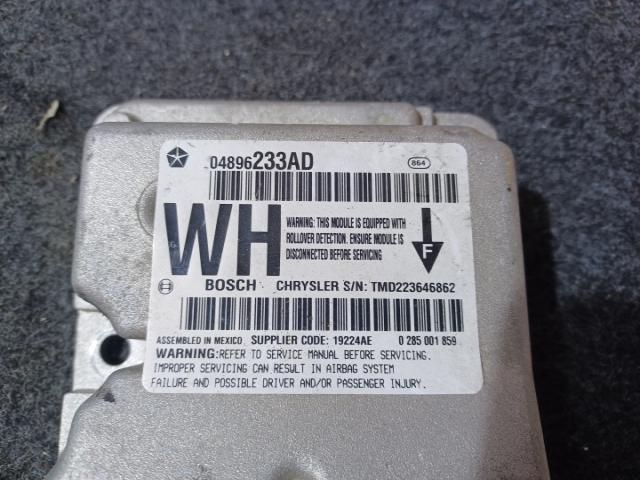 04896233AD
864
WH
WARNING: THIS MODULE IS EQUIPPED WITH
ROLLOVER DETECTION. ENSURE MODULE IS
DISCONNECTED BEFORE SERVICING
F
BOSCH CHRYSLER S/N: TMD223646862
ASSEMBLED IN MEXICO SUPPLIER CODE: 19224AE 0 285 001 859
WARNING:REFER TO SERVICE MANUAL BEFORE SERVICING.
IMPROPER SERVICING CAN RESULT IN AIRBAG SYSTEM
FAILURE AND POSSIBLE DRIVER AND/OR PASSENGER INJURY.